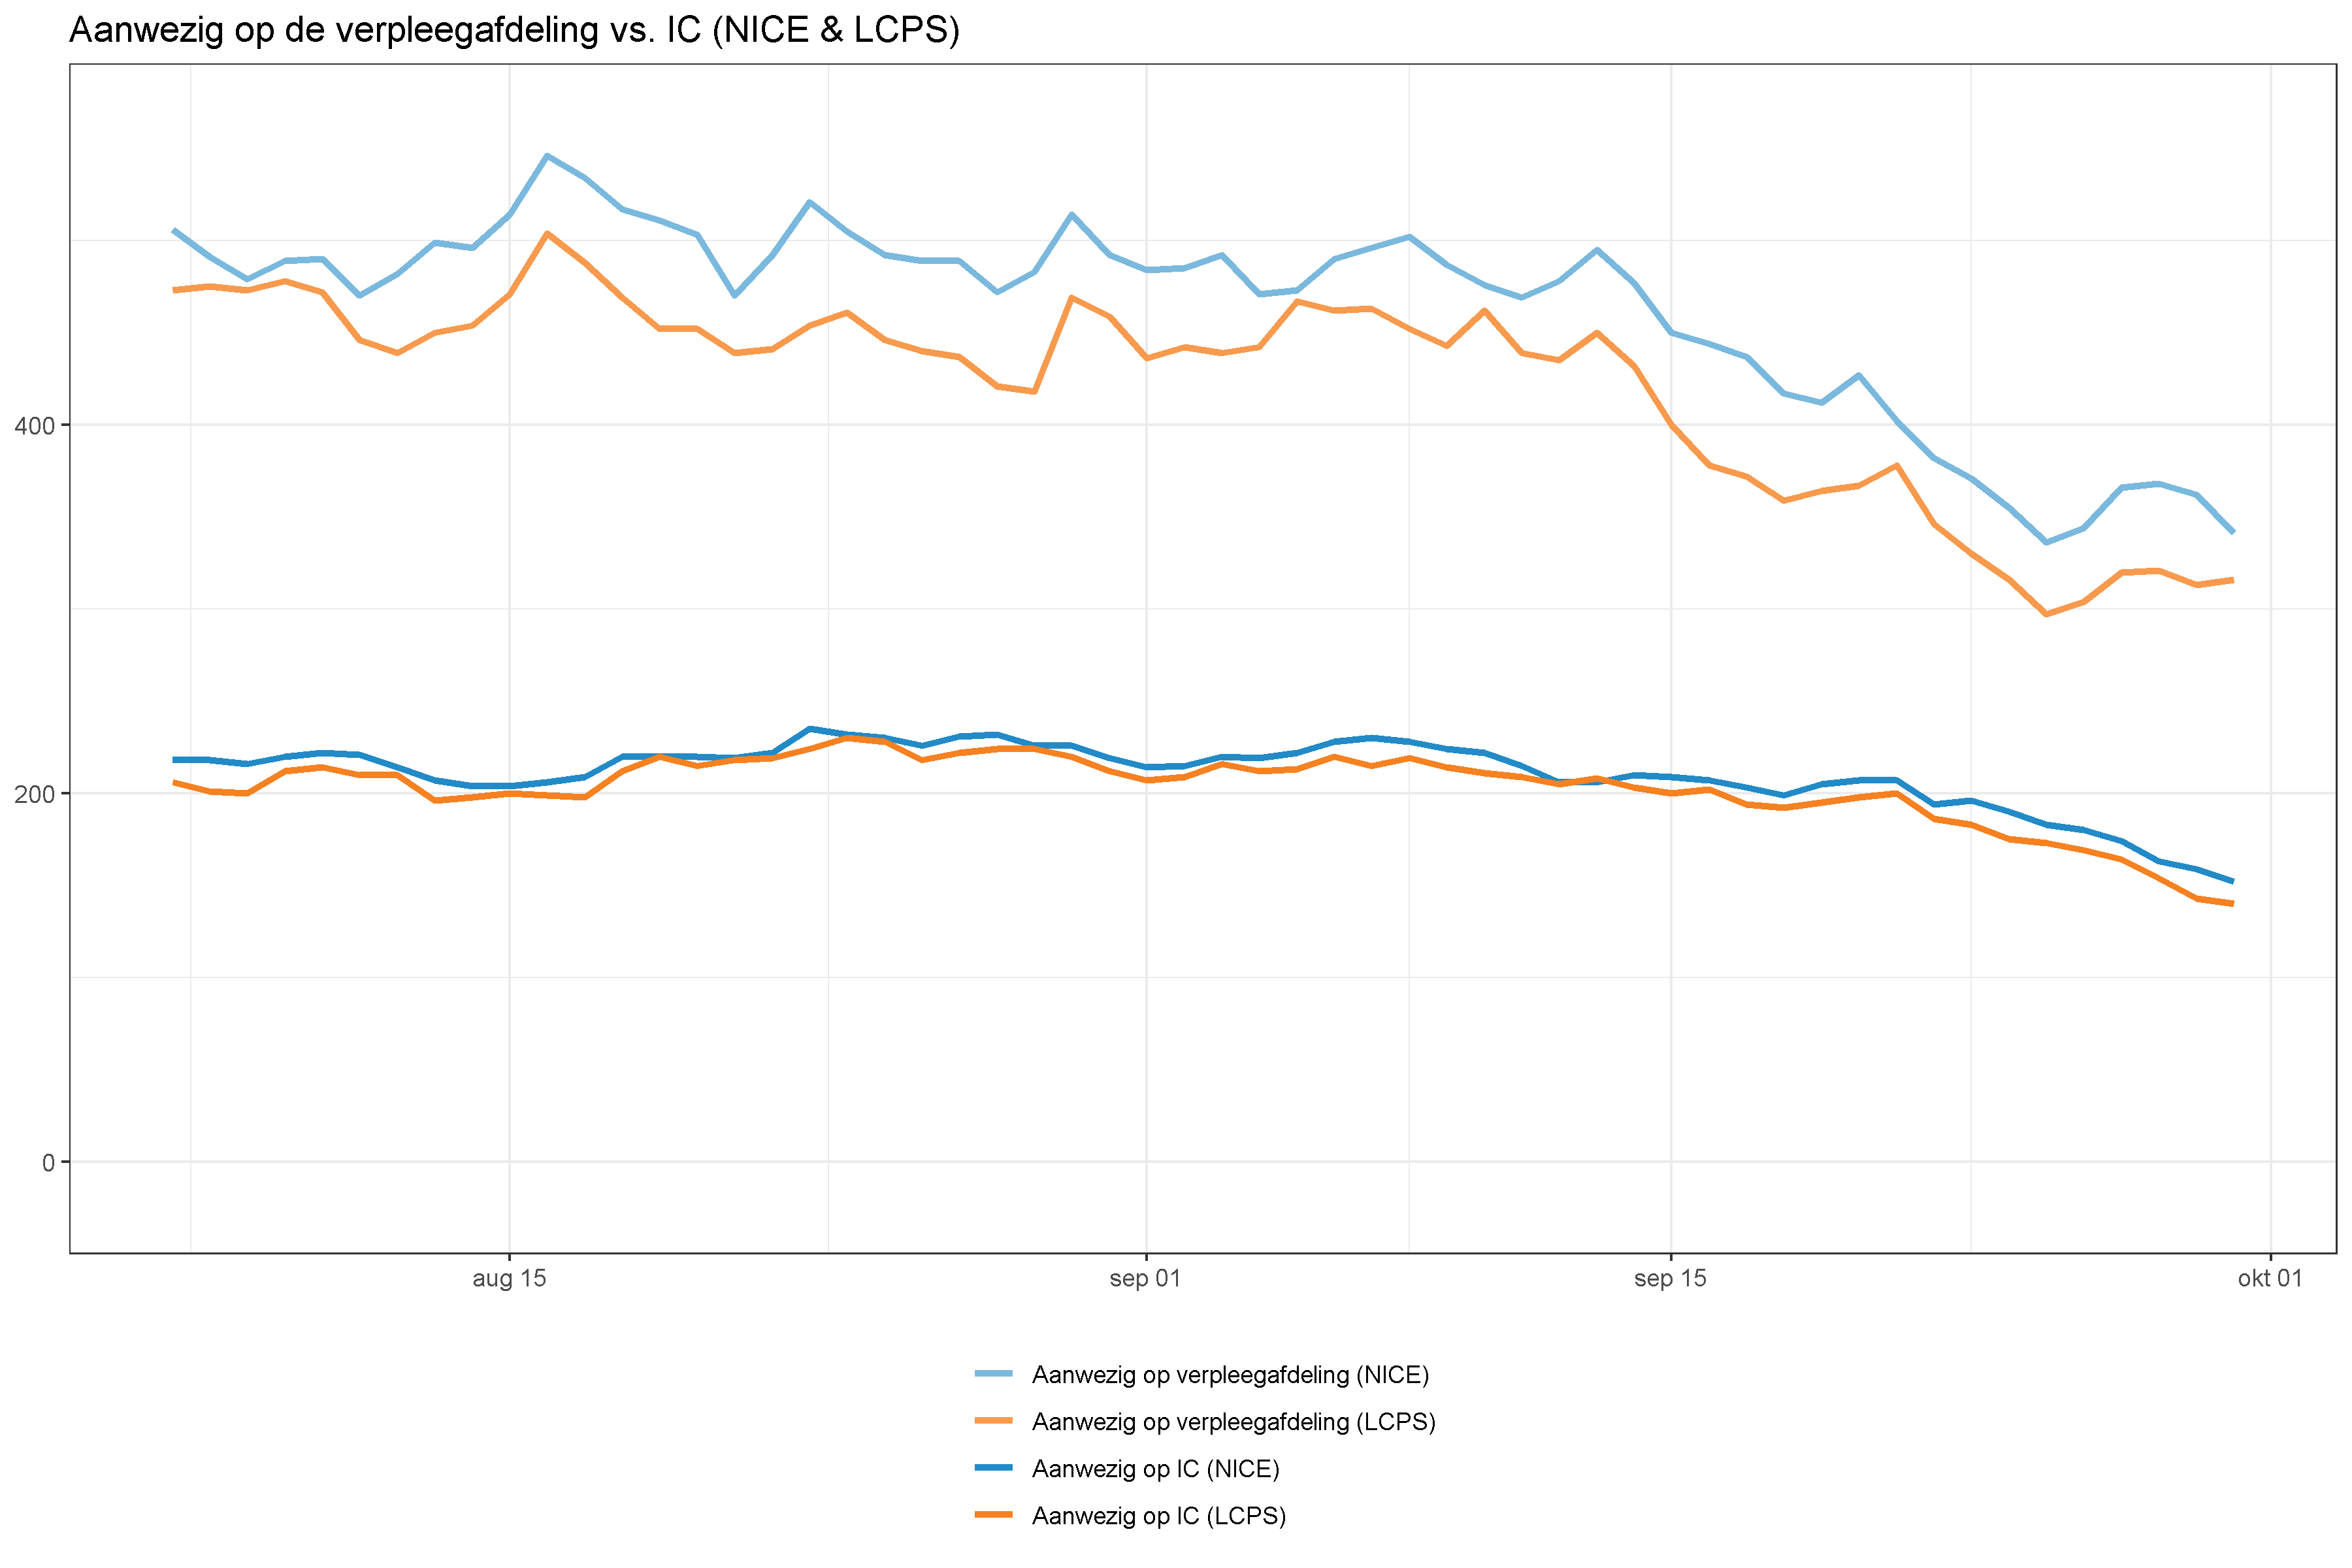 Aanwezig op de verpleegafdeling vs. IC (NICE & LCPS)
400
200
0
aug 15
sep 01
sep 15
okt 01
Aanwezig op verpleegafdeling (NICE)
Aanwezig op verpleegafdeling (LCPS)
Aanwezig op IC (NICE)
Aanwezig op IC (LCPS)